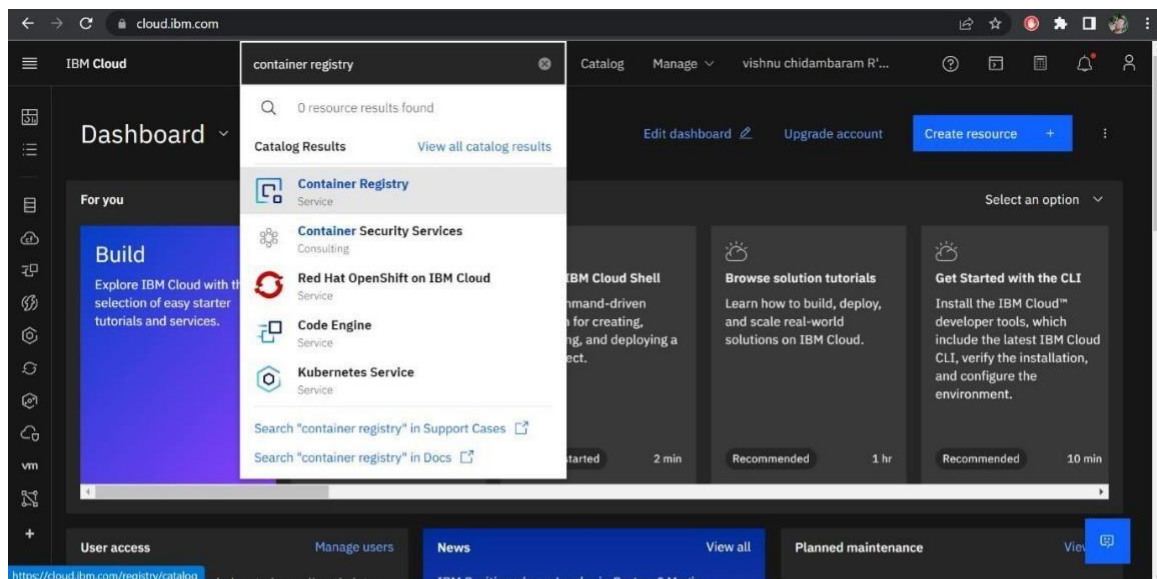 cloud.ibm.com
IBM Cloud
container registry
Catalog
Manage
vishnu chidambaram R'...
0 resource results found
Dashboard
Edit dashboard
Upgrade account
Create resource +
Catalog Results
View all catalog results
For you
Select an option
Container Registry
Service
Container Security Services
Consulting
Red Hat OpenShift on IBM Cloud
Service
Code Engine
Service
Kubernetes Service
Service
Search "container registry" in Support Cases
Search "container registry" in Docs
Build
Explore IBM Cloud with th
selection of easy starter
tutorials and services.
IBM Cloud Shell
for creating,
ng, and deploying a
ect.
started
2 min
Browse solution tutorials
Learn how to build, deploy,
and scale real-world
solutions on IBM Cloud.
Recommended
1 hr
Get Started with the CLI
Install the IBM Cloud™
developer tools, which
include the latest IBM Cloud
CLI, verify the installation,
and configure the
environment.
Recommended
10 min
vm
User access
Manage users
News
View all
Planned maintenance
View
https://cloud.ibm.com/registry/catalog